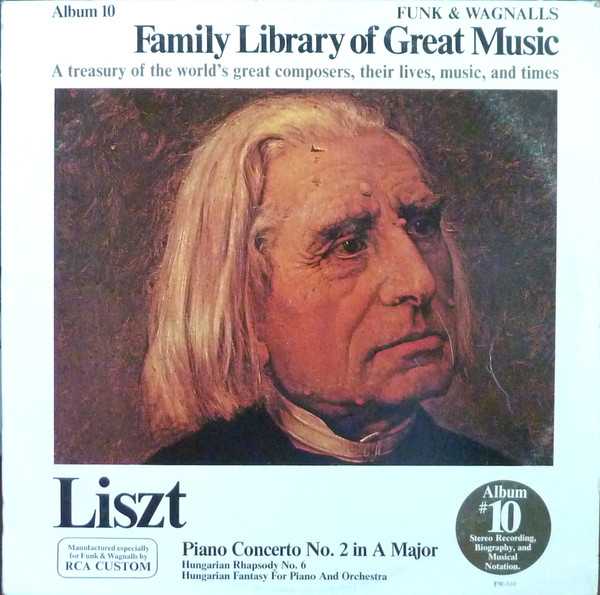 Album 10
FUNK & WAGNALLS
Family Library of Great Music
A treasury of the world's great composers, their lives, music, and times
Liszt
Manufactured especially
for Funk & Wagnalls by
RCA CUSTOM
Piano Concerto No. 2 in A Major
Hungarian Rhapsody No. 6
Hungarian Fantasy For Piano And Orchestra
Album
#10
Stereo Recording,
Biography, and
Musical
Notation.
FW-310